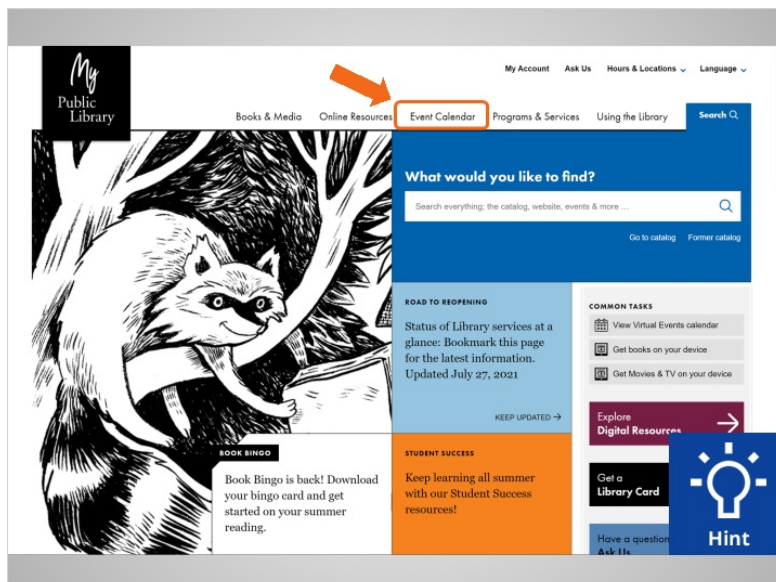 My
Public
Library
My Account Ask Us Hours & Locations Language
Books & Media Online Resources Event Calendar Programs & Services Using the Library Search
What would you like to find?
Search everything; the catalog, website, events & more ...
Go to catalog Former catalog
ROAD TO REOPENING
Status of Library services at a
glance: Bookmark this page
for the latest information.
Updated July 27, 2021
KEEP UPDATED →
COMMON TASKS
View Virtual Events calendar
Get books on your device
Get Movies & TV on your device
Explore
Digital Resources
BOOK BINGO
Book Bingo is back! Download
your bingo card and get
started on your summer
reading.
STUDENT SUCCESS
Keep learning all summer
with our Student Success
resources!
Get a
Library Card
Have a question
Ask Us
Hint